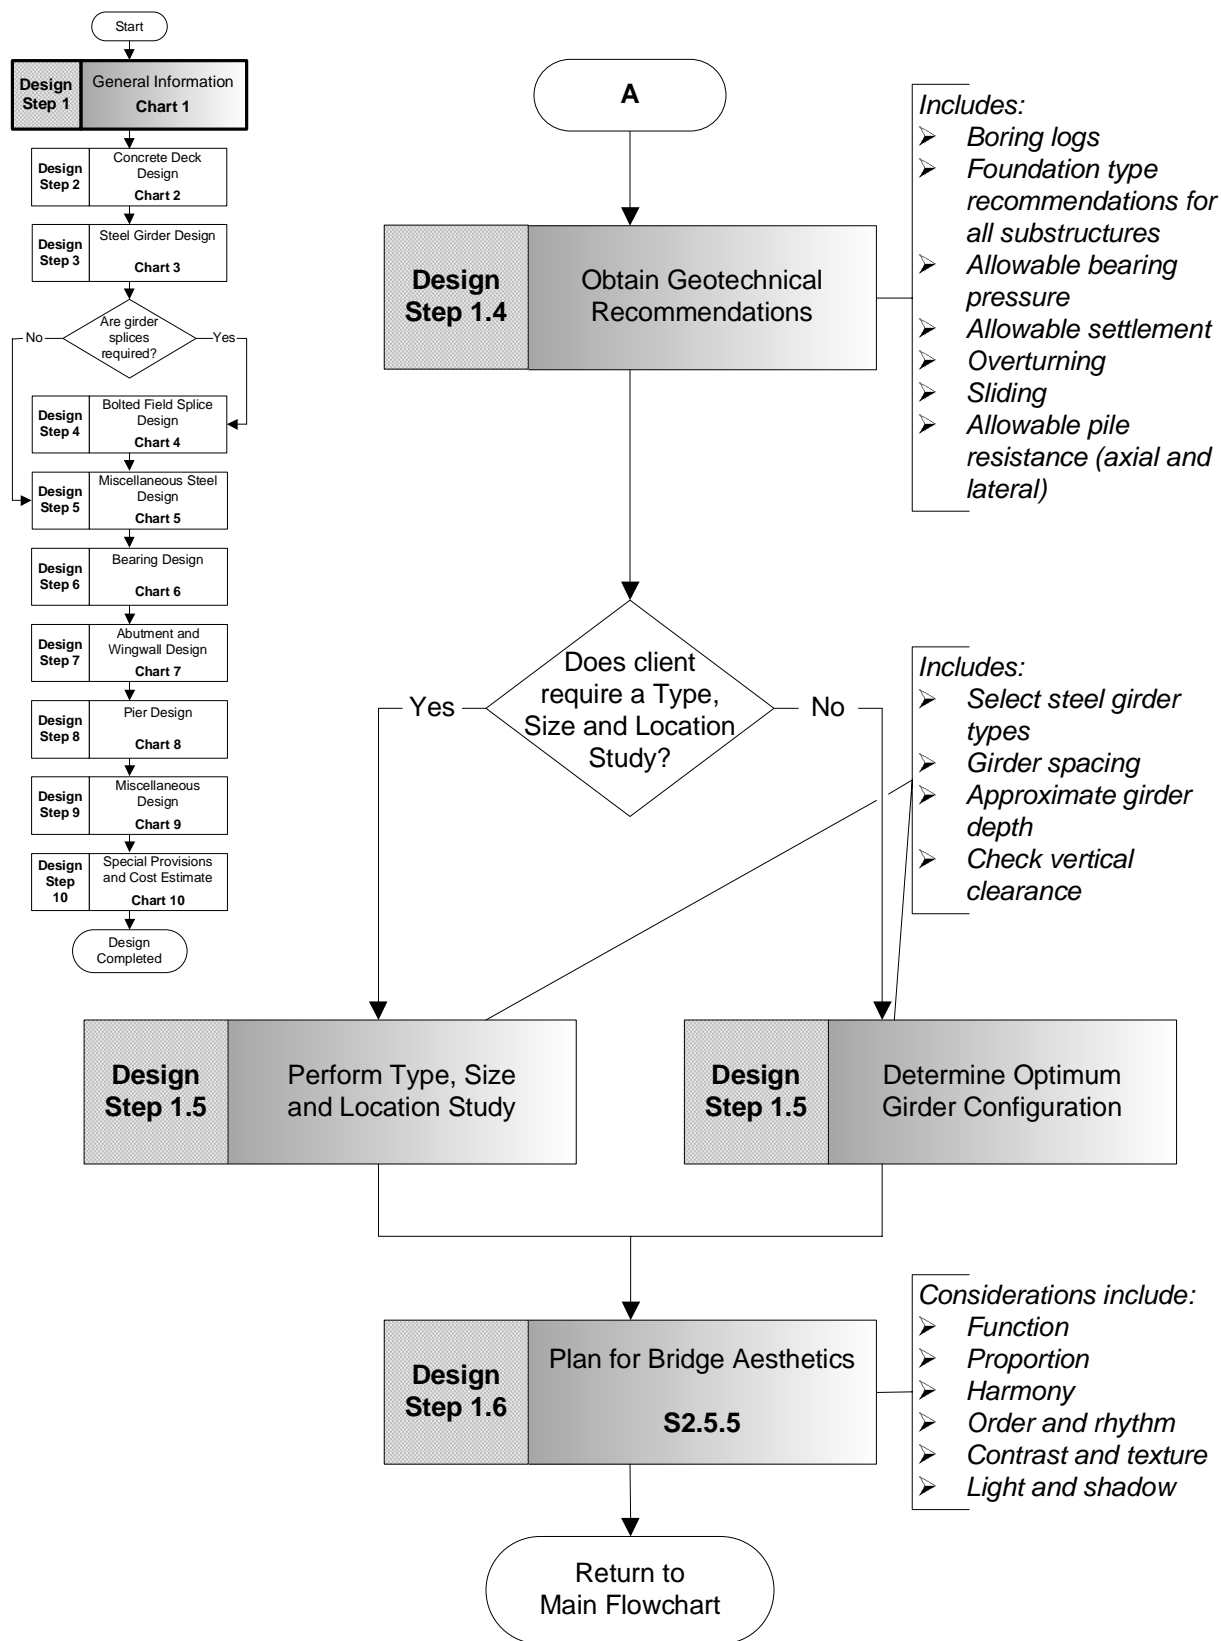 Start
Design
Step 1
General Information
Chart 1
Design
Step 2
Concrete Deck
Design
Chart 2
Design
Step 3
Steel Girder Design
Chart 3
Are girder
splices
required?
No
Yes
Design
Step 4
Bolted Field Splice
Design
Chart 4
Design
Step 5
Miscellaneous Steel
Design
Chart 5
Design
Step 6
Bearing Design
Chart 6
Design
Step 7
Abutment and
Wingwall Design
Chart 7
Design
Step 8
Pier Design
Chart 8
Design
Step 9
Miscellaneous
Design
Chart 9
Design
Step
10
Special Provisions
and Cost Estimate
Chart 10
Design
Completed
A
Design
Step 1.4
Obtain Geotechnical
Recommendations
Includes:
➢ Boring logs
➢ Foundation type
recommendations for
all substructures
➢ Allowable bearing
pressure
➢ Allowable settlement
➢ Overturning
➢ Sliding
➢ Allowable pile
resistance (axial and
lateral)
Does client
require a Type,
Size and Location
Study?
Yes
No
Includes:
➢ Select steel girder
types
➢ Girder spacing
➢ Approximate girder
depth
➢ Check vertical
clearance
Design
Step 1.5
Perform Type, Size
and Location Study
Design
Step 1.5
Determine Optimum
Girder Configuration
Design
Step 1.6
Plan for Bridge Aesthetics
S2.5.5
Considerations include:
➢ Function
➢ Proportion
➢ Harmony
➢ Order and rhythm
➢ Contrast and texture
➢ Light and shadow
Return to
Main Flowchart